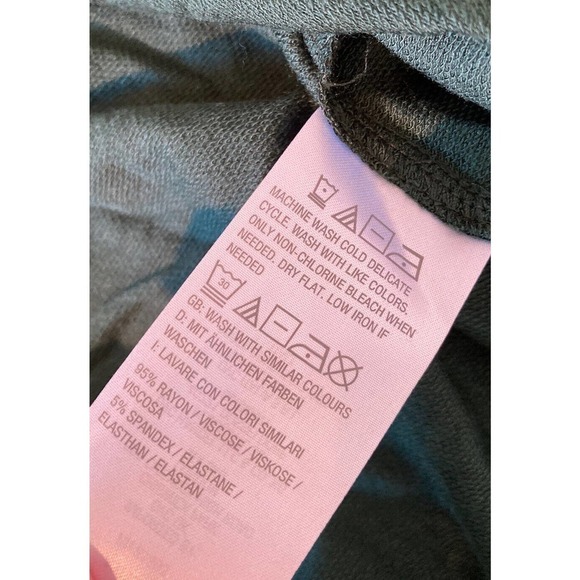 MACHINE WASH COLD DELICATE
CYCLE. WASH WITH LIKE COLORS.
ONLY NON-CHLORINE BLEACH WHEN
NEEDED. DRY FLAT. LOW IRON IF
NEEDED
30
GB: WASH WITH SIMILAR COLOURS
D: MIT ÄHNLICHEN FARBEN
WASCHEN
I: LAVARE CON COLORI SIMILARI
95% RAYON / VISCOSE / VISKOSE /
VISCOSA
5% SPANDEX / ELASTANE /
ELASTHAN / ELASTAN